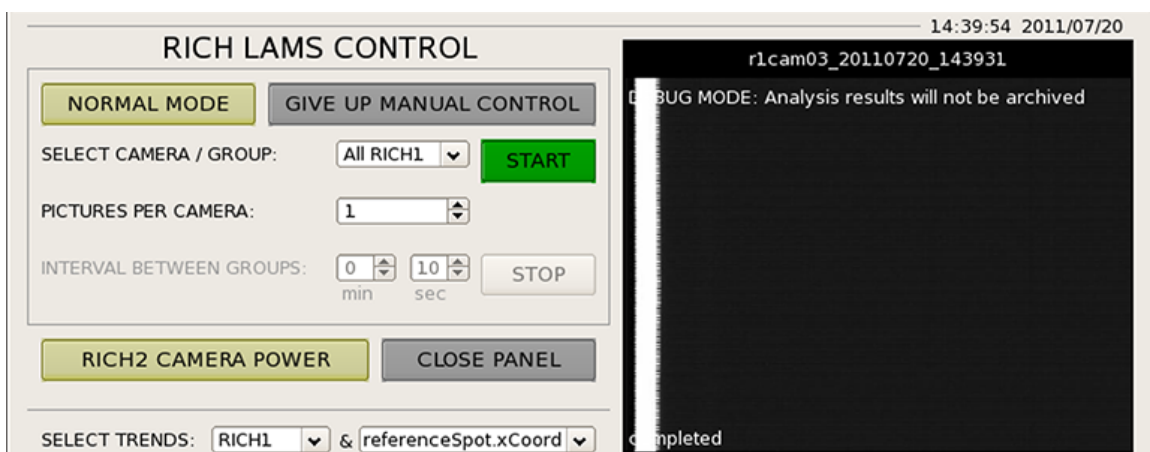 14:39:54 2011/07/20
RICH LAMS CONTROL
r1cam03_20110720_143931
NORMAL MODE GIVE UP MANUAL CONTROL
BUG MODE: Analysis results will not be archived
SELECT CAMERA / GROUP: All RICH1 START
PICTURES PER CAMERA: 1
INTERVAL BETWEEN GROUPS: 0 10 STOP
min sec
RICH2 CAMERA POWER CLOSE PANEL
SELECT TRENDS: RICH1 & referenceSpot.xCoord
mpleted